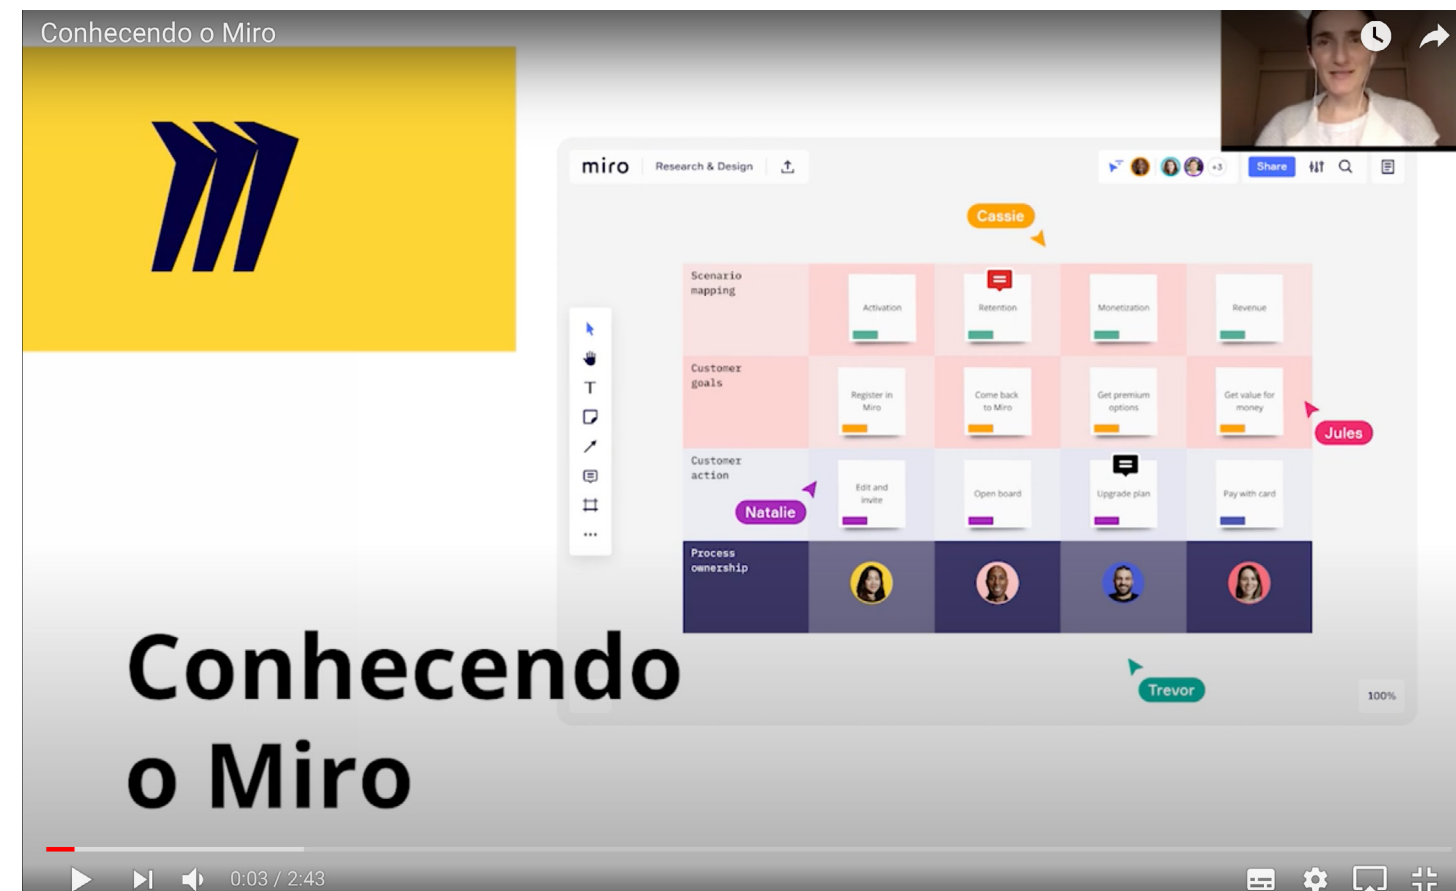 Conhecendo o Miro
miro
Research & Design
+3
Share
Cassie
Scenario
mapping
Activation
Retention
Monetization
Revenue
Customer
goals
Register in
Miro
Come back
to Miro
Get premium
options
Get value for
money
Jules
Customer
action
Edit and
invite
Open board
Upgrade plan
Pay with card
Natalie
Process
ownership
Trevor
100%
Conhecendo
o Miro
0:03 / 2:43